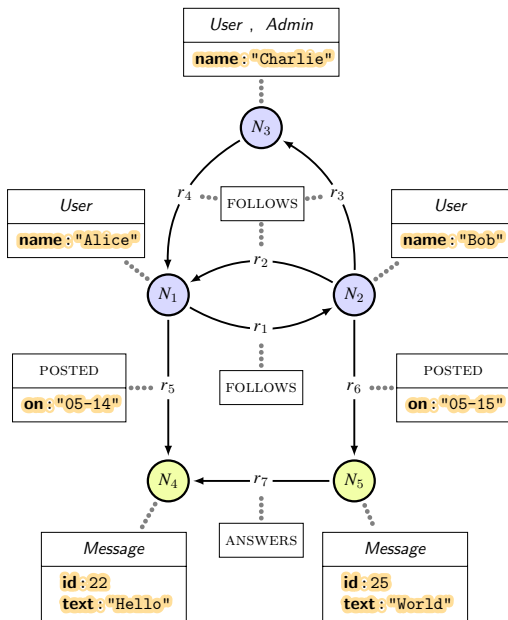 User , Admin
name : "Charlie"
N3
r4
FOLLOWS
r3
User
name : "Alice"
User
name : "Bob"
r2
N1
N2
r1
POSTED
on : "05-14"
r5
FOLLOWS
r6
POSTED
on : "05-15"
N4
r7
N5
Message
id : 22
text : "Hello"
ANSWERS
Message
id : 25
text : "World"